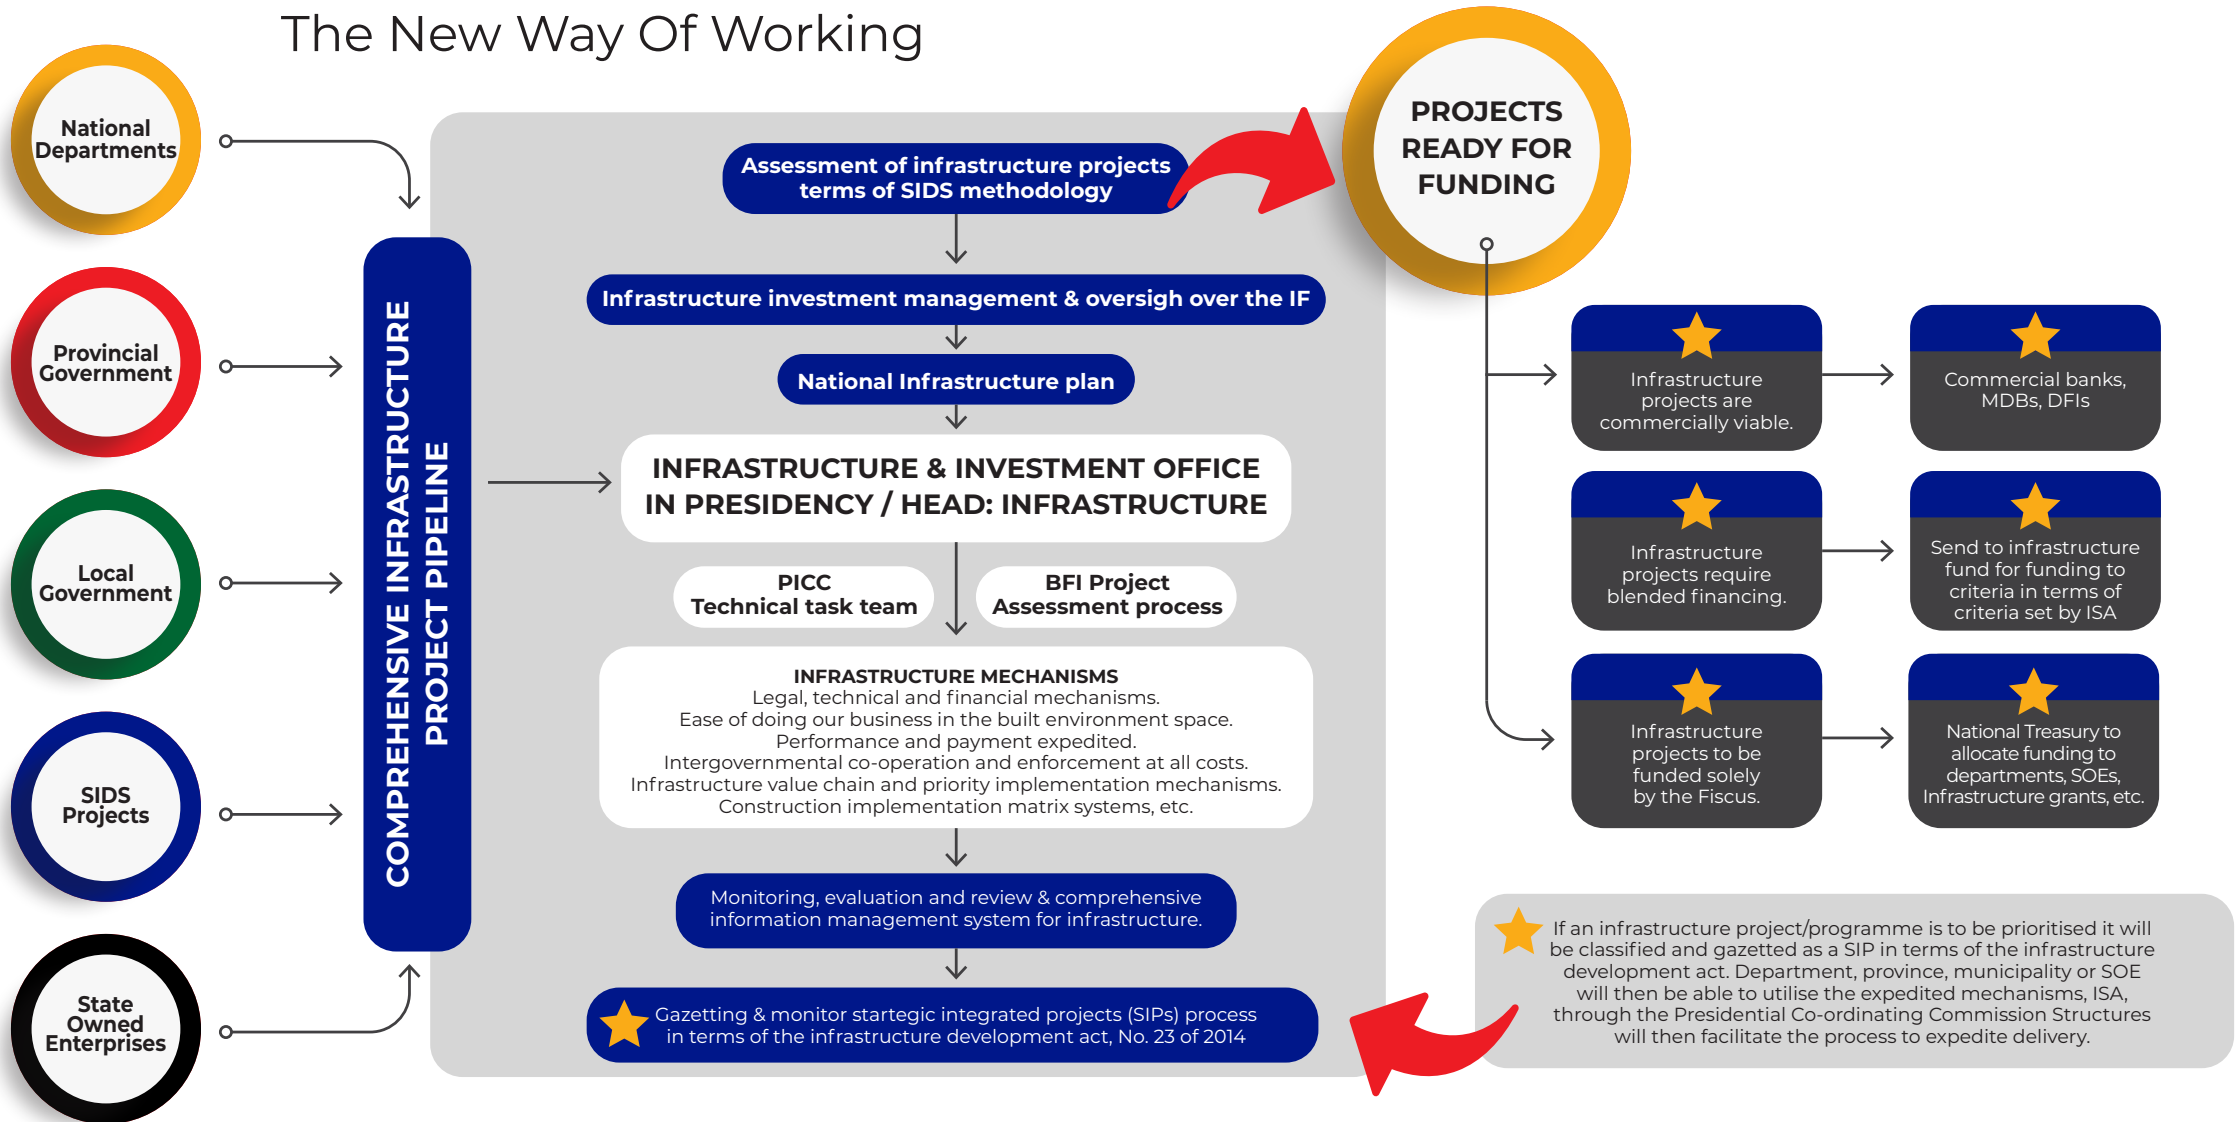 The New Way Of Working
National
Departments
Provincial
Government
Local
Government
SIDS
Projects
State
Owned
Enterprises
COMPREHENSIVE INFRASTRUCTURE
PROJECT PIPELINE
Assessment of infrastructure projects
terms of SIDS methodology
Infrastructure investment management & oversigh over the IF
National Infrastructure plan
INFRASTRUCTURE & INVESTMENT OFFICE
IN PRESIDENCY / HEAD: INFRASTRUCTURE
PICC
Technical task team
BFI Project
Assessment process
INFRASTRUCTURE MECHANISMS
Legal, technical and financial mechanisms.
Ease of doing our business in the built environment space.
Performance and payment expedited.
Intergovernmental co-operation and enforcement at all costs.
Infrastructure value chain and priority implementation mechanisms.
Construction implementation matrix systems, etc.
Monitoring, evaluation and review & comprehensive
information management system for infrastructure.
Gazetting & monitor startegic integrated projects (SIPs) process
in terms of the infrastructure development act, No. 23 of 2014
PROJECTS
READY FOR
FUNDING
Infrastructure
projects are
commercially viable.
Commercial banks,
MDBs, DFIs
Infrastructure
projects require
blended financing.
Send to infrastructure
fund for funding to
criteria in terms of
criteria set by ISA
Infrastructure
projects to be
funded solely
by the Fiscus.
National Treasury to
allocate funding to
departments, SOEs,
Infrastructure grants, etc.
If an infrastructure project/programme is to be prioritised it will
be classified and gazetted as a SIP in terms of the infrastructure
development act. Department, province, municipality or SOE
will then be able to utilise the expedited mechanisms, ISA,
through the Presidential Co-ordinating Commission Structures
will then facilitate the process to expedite delivery.